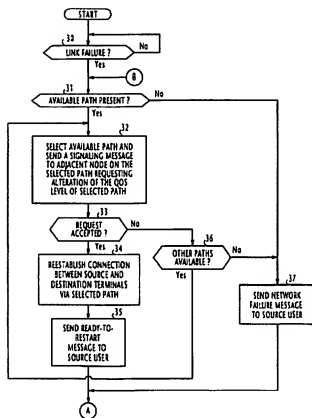 START
30
LINK FAILURE ?
No
Yes
B
31
AVAILABLE PATH PRESENT ?
No
Yes
32
SELECT AVAILABLE PATH AND
SEND A SIGNALING MESSAGE
TO ADJACENT NODE ON THE
SELECTED PATH REQUESTING
ALTERATION OF THE QOS
LEVEL OF SELECTED PATH
33
REQUEST
ACCEPTED ?
No
Yes
34
36
OTHER PATHS
AVAILABLE ?
No
Yes
REESTABLISH CONNECTION
BETWEEN SOURCE AND
DESTINATION TERMINALS
VIA SELECTED PATH
37
SEND NETWORK
FAILURE MESSAGE
TO SOURCE USER
35
SEND READY-TO-
RESTART
MESSAGE TO
SOURCE USER
A